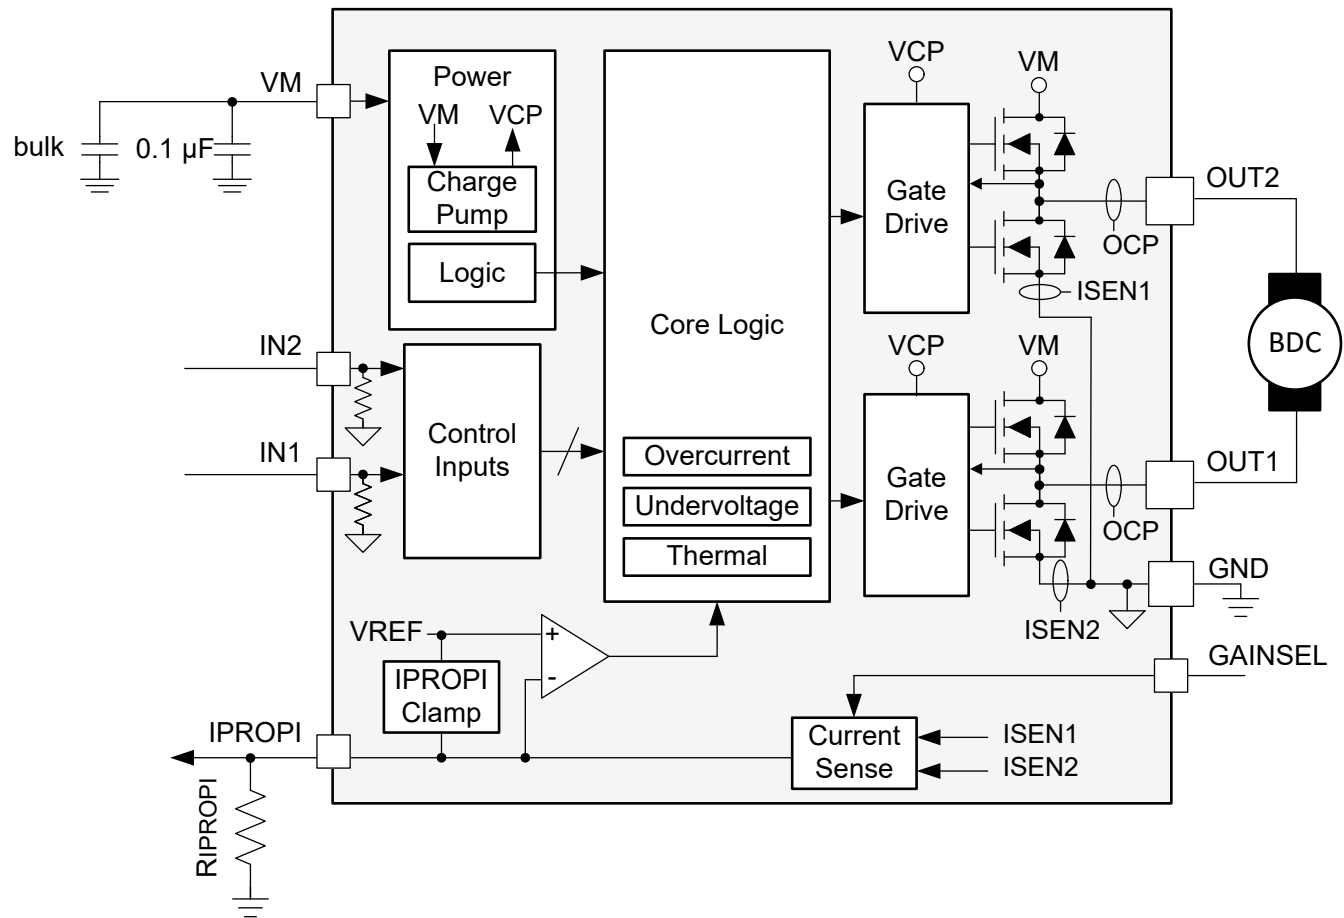 VM
bulk
0.1 µF
Power
VM
VCP
Charge
Pump
Logic
IN2
IN1
Control
Inputs
Core Logic
Overcurrent
Undervoltage
Thermal
VCP
VM
Gate
Drive
OUT2
OCP
ISEN1
BDC
VCP
VM
Gate
Drive
OUT1
OCP
GND
ISEN2
GAINSEL
VREF
+
-
IPROPI
Clamp
IPROPI
RIPROPI
Current
Sense
ISEN1
ISEN2